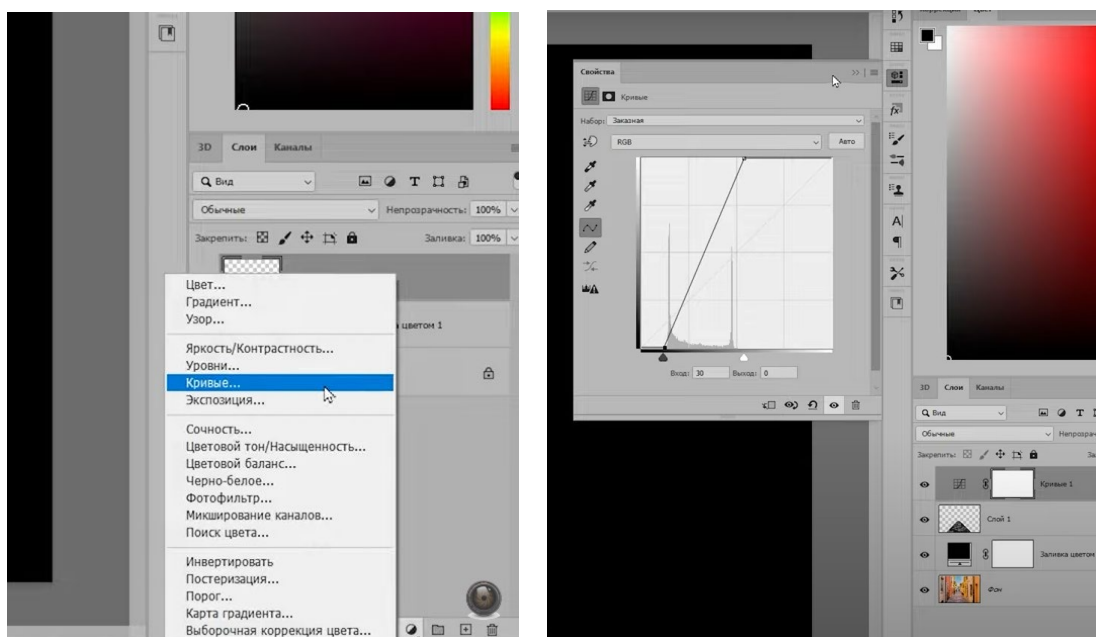 3D Слои Каналы
Вид
Обычные Непрозрачность: 100%
Закрепить: Заливка: 100%
Цвет...
Градиент...
Узор...
цветом 1
Яркость/Контрастность...
Уровни...
Кривые...
Экспозиция...
Сочность...
Цветовой тон/Насыщенность...
Цветовой баланс...
Черно-белое...
Фотофильтр...
Микширование каналов...
Поиск цвета...
Инвертировать
Постеризация...
Порог...
Карта градиента...
Выборочная коррекция цвета...
Свойства
Кривые
Набор: Заказная
RGB Авто
Вход: 30 Выход: 0
3D Слои Каналы
Вид
Обычные Непрозрач
Закрепить: За
Кривые 1
Слой 1
Заливка цветом
Фон